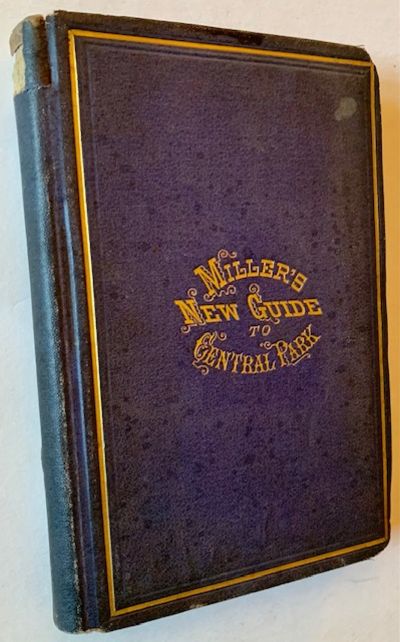 MILLER'S
NEW GUIDE
TO
CENTRAL PARK